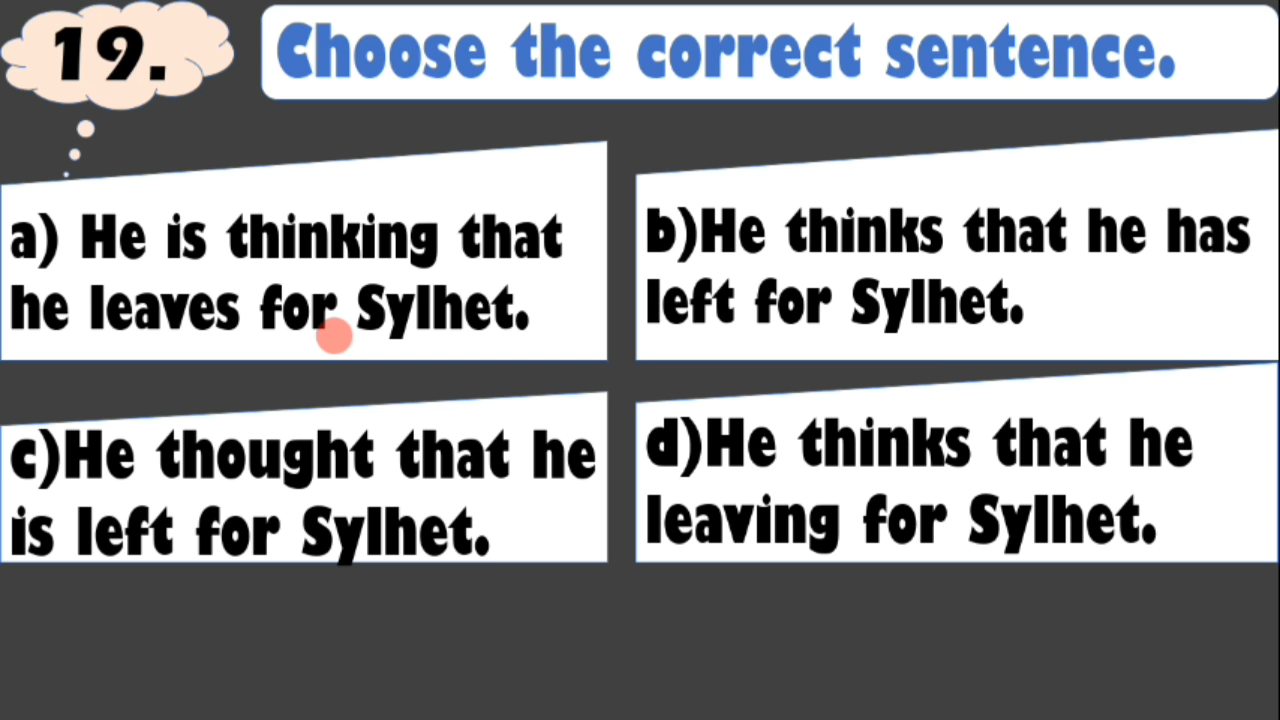 19.
Choose the correct sentence.
a) He is thinking that
he leaves for Sylhet.
b)He thinks that he has
left for Sylhet.
c)He thought that he
is left for Sylhet.
d)He thinks that he
leaving for Sylhet.